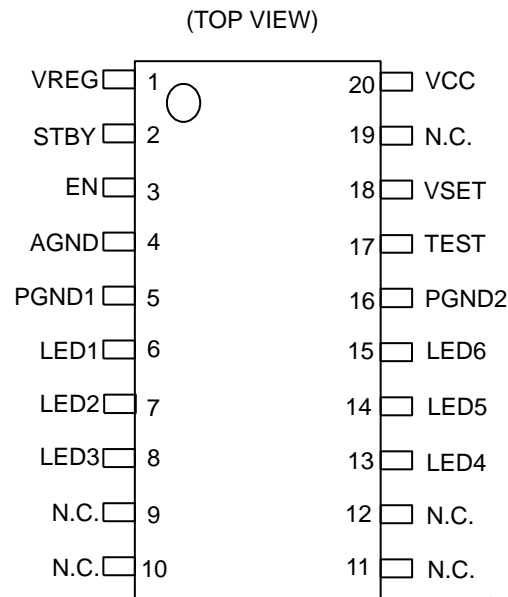 (TOP VIEW)
VREG 1 20 VCC
STBY 2 19 N.C.
EN 3 18 VSET
AGND 4 17 TEST
PGND1 5 16 PGND2
LED1 6 15 LED6
LED2 7 14 LED5
LED3 8 13 LED4
N.C. 9 12 N.C.
N.C. 10 11 N.C.